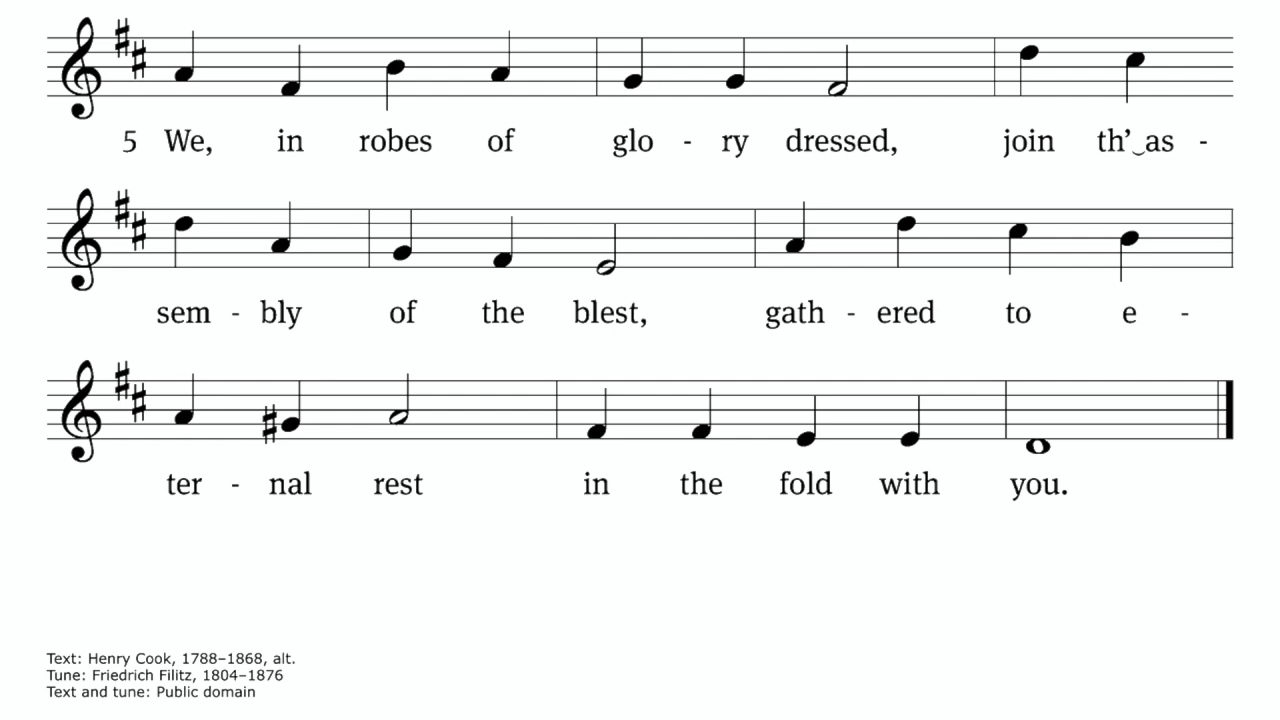 5 We, in robes of glo - ry dressed, join th’‿as -
sem - bly of the blest, gath - ered to e -
ter - nal rest in the fold with you.
Text: Henry Cook, 1788–1868, alt.
Tune: Friedrich Filitz, 1804–1876
Text and tune: Public domain